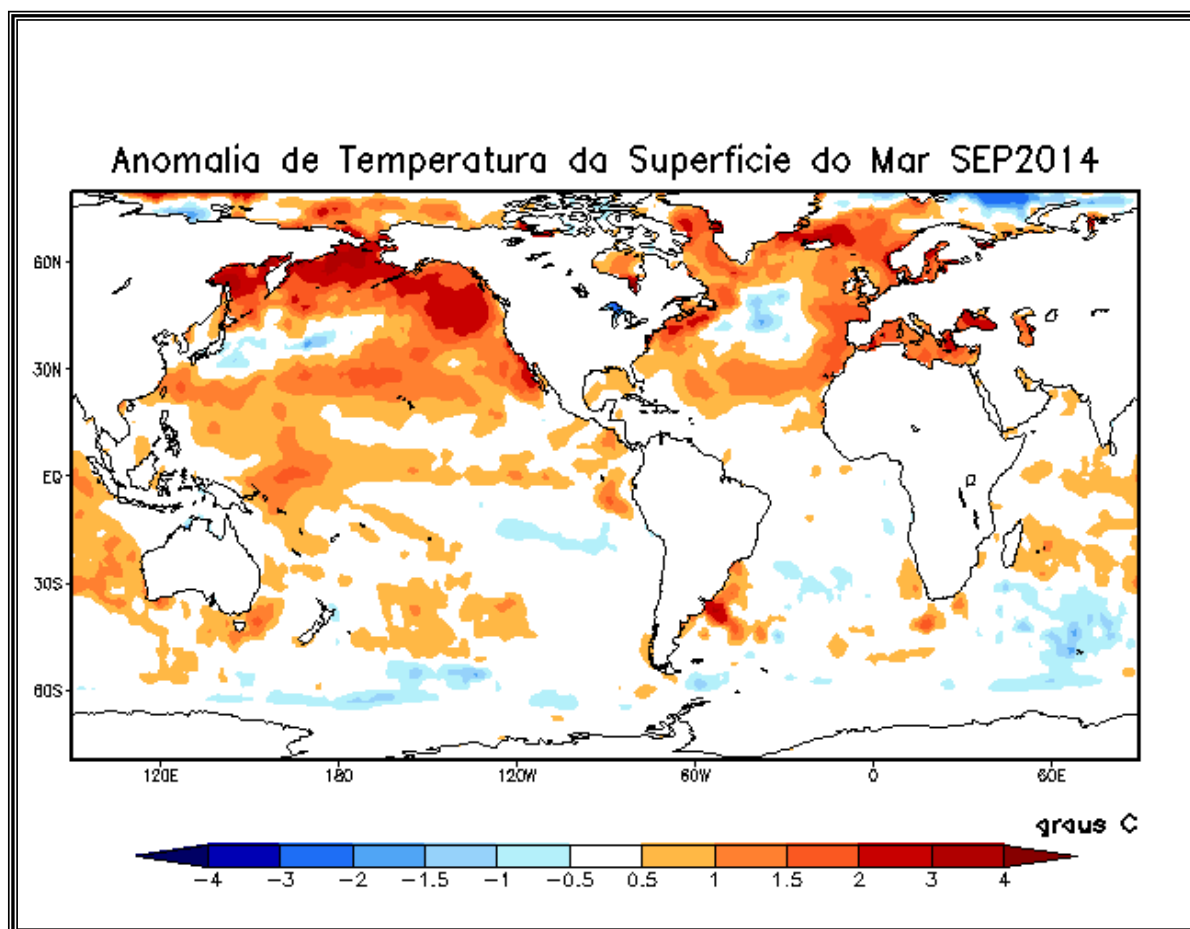 Anomalia de Temperatura da Superficie do Mar SEP2014
60N
30N
EQ
30S
60S
120E 180 120W 60W 0 60E
graus C
−4 −3 −2 −1.5 −1 −0.5 0.5 1 1.5 2 3 4